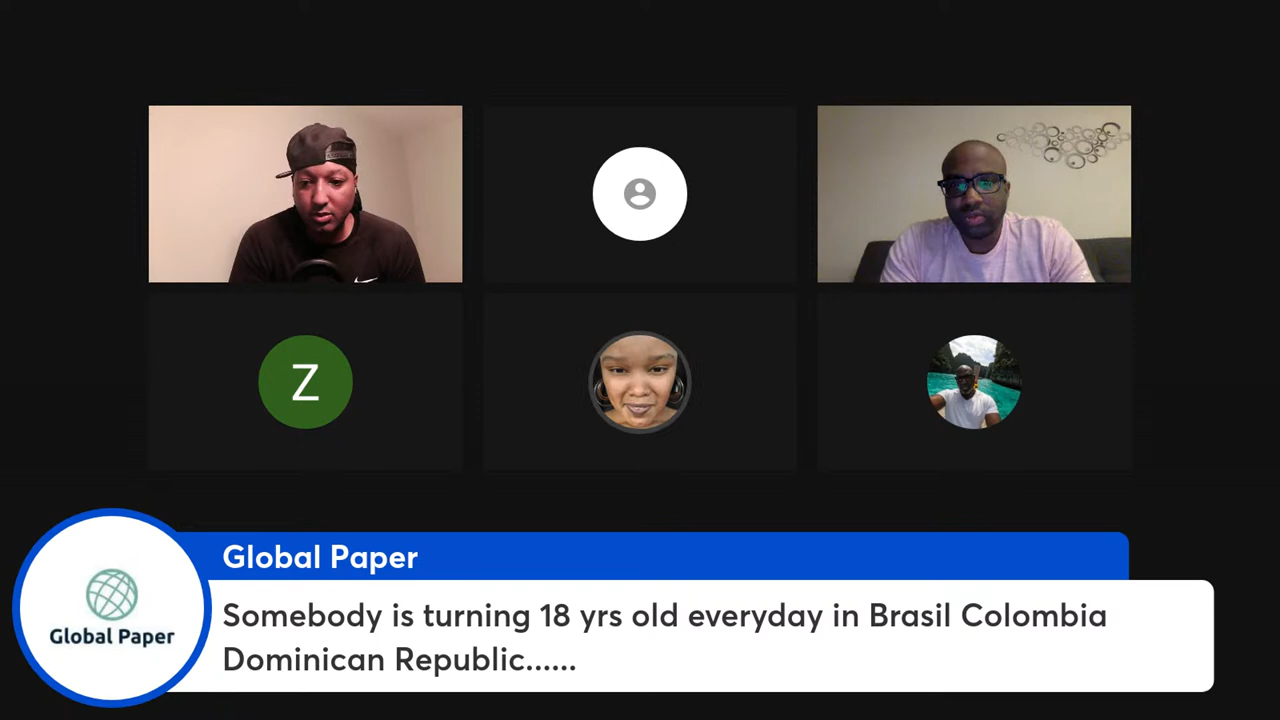 Z
Global Paper
Global Paper
Somebody is turning 18 yrs old everyday in Brasil Colombia
Dominican Republic......